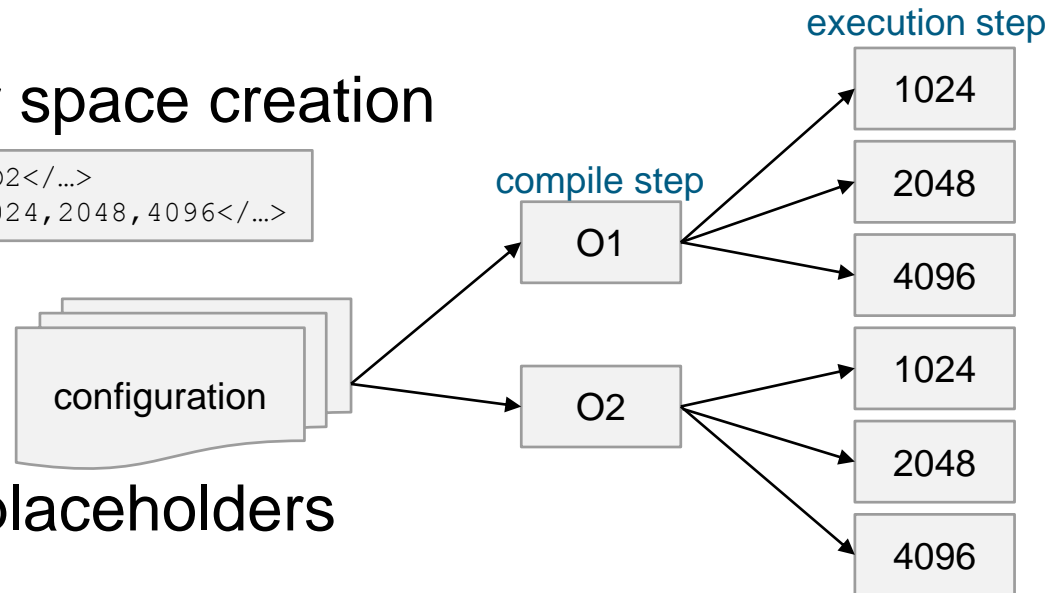 execution step
space creation
2</…>
24,2048,4096</…>
compile step
1024
2048
4096
O1
configuration
O2
1024
2048
4096
placeholders